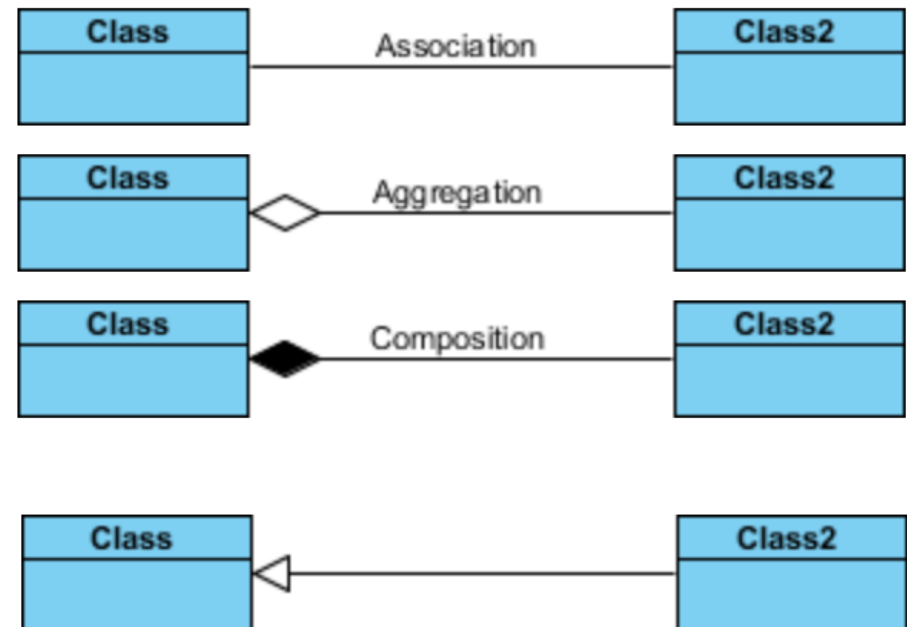 Class
Association
Class2
Class
Aggregation
Class2
Class
Composition
Class2
Class
Class2